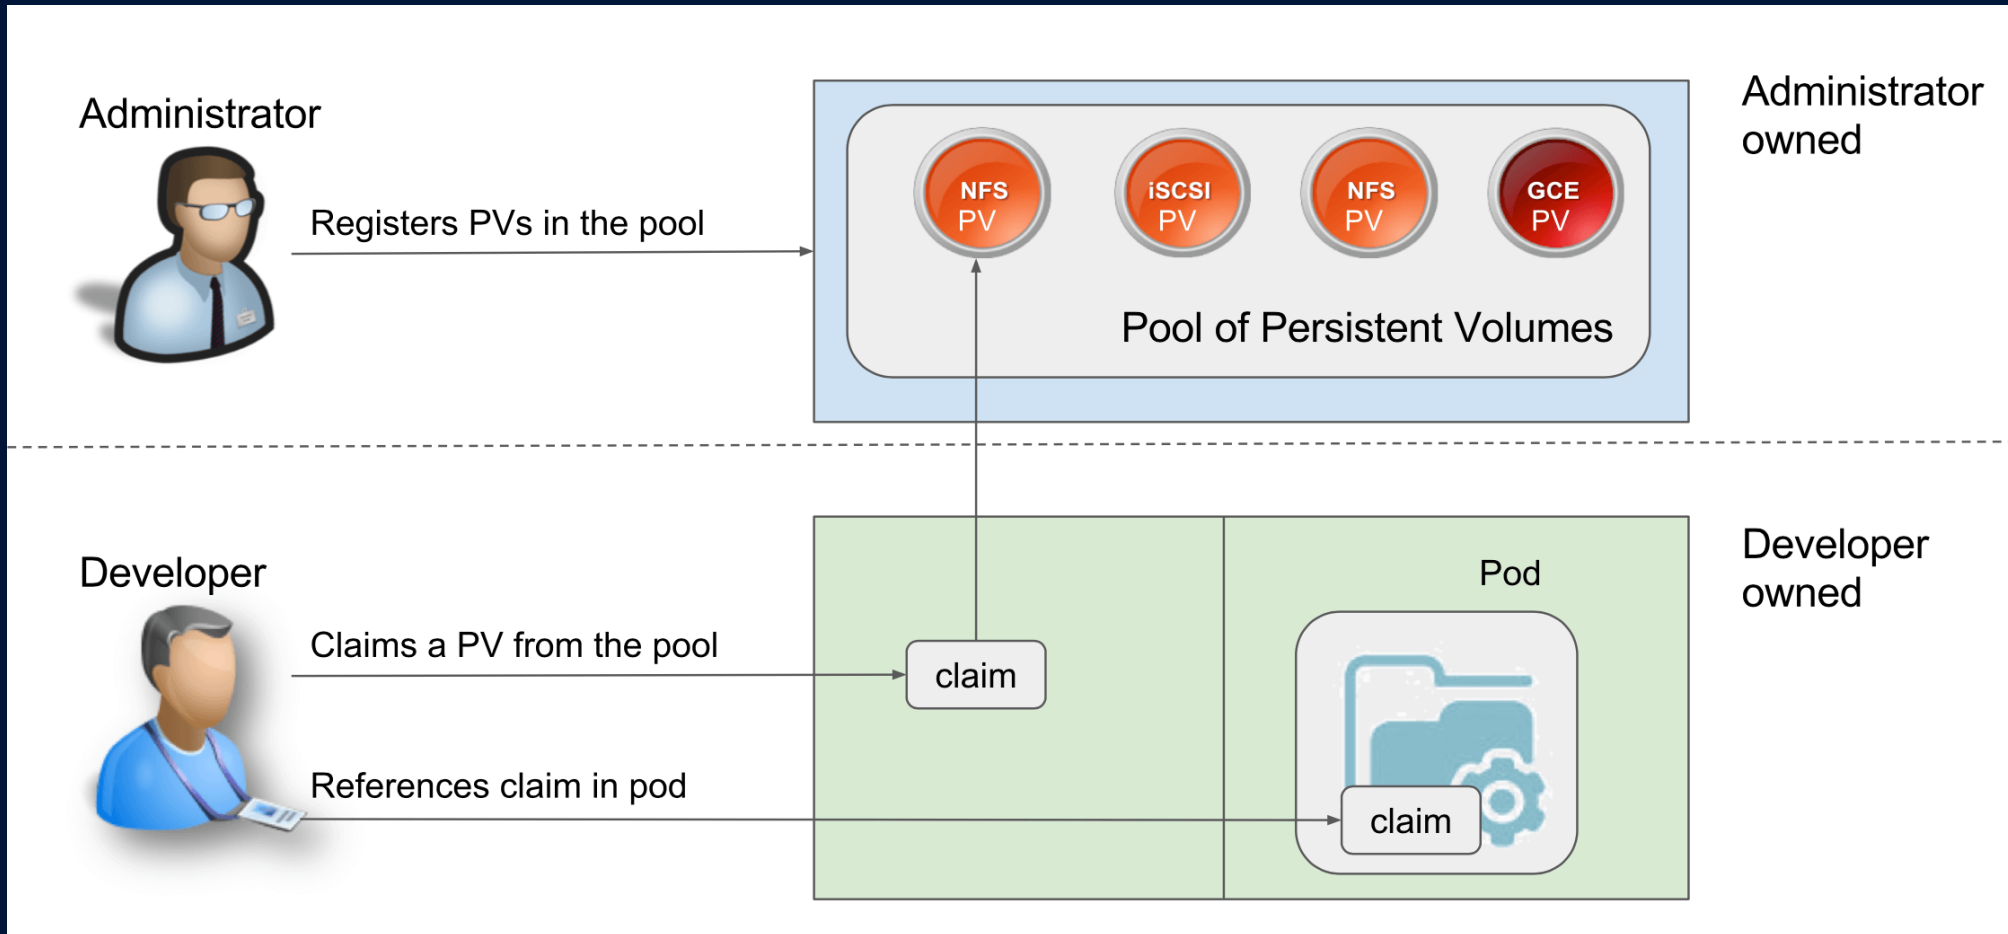 Administrator
Administrator
owned
Registers PVs in the pool
NFS
PV
iSCSI
PV
NFS
PV
GCE
PV
Pool of Persistent Volumes
Developer
Developer
owned
Pod
Claims a PV from the pool
claim
References claim in pod
claim